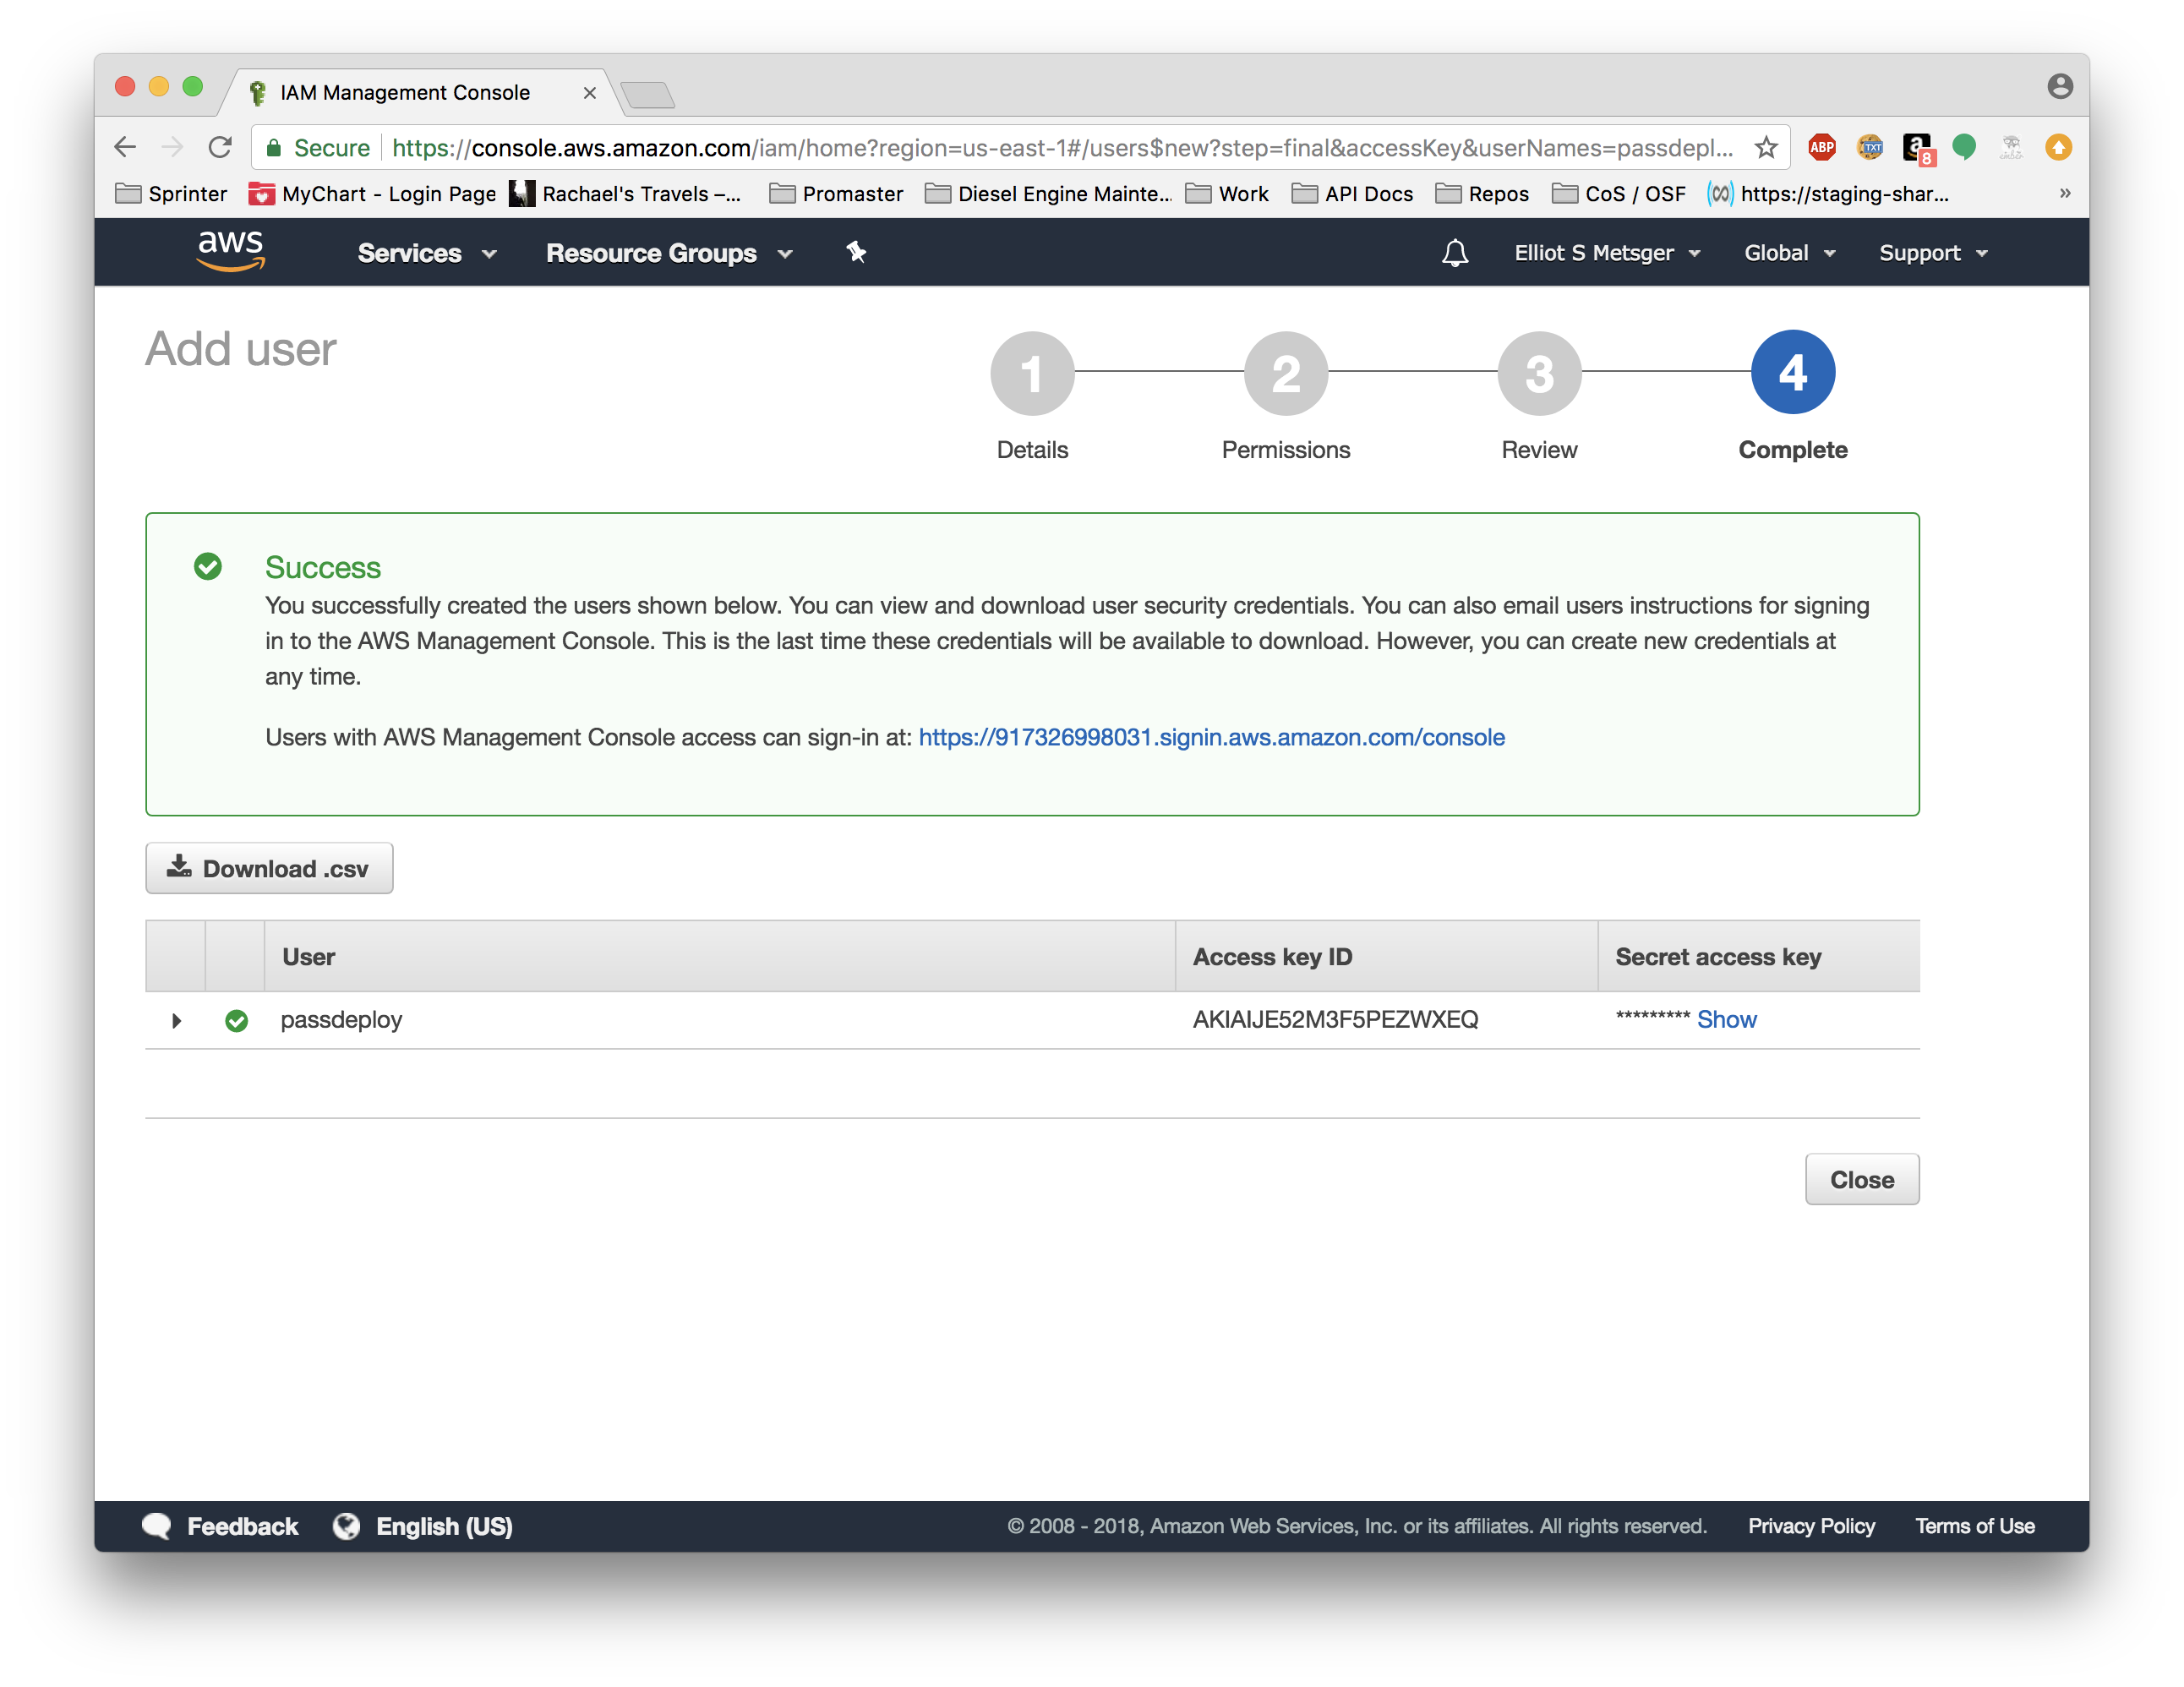 IAM Management Console
Secure https://console.aws.amazon.com/iam/home?region=us-east-1#/users$new?step=final&accessKey&userNames=passdepl...
ABP TXT a 8
Sprinter MyChart - Login Page Rachael's Travels –... Promaster Diesel Engine Mainte... Work API Docs Repos CoS / OSF https://staging-shar... »
aws Services Resource Groups Elliot S Metsger Global Support
Add user
1 2 3 4
Details Permissions Review Complete
Success
You successfully created the users shown below. You can view and download user security credentials. You can also email users instructions for signing
in to the AWS Management Console. This is the last time these credentials will be available to download. However, you can create new credentials at
any time.
Users with AWS Management Console access can sign-in at: https://917326998031.signin.aws.amazon.com/console
Download .csv
User Access key ID Secret access key
passdeploy AKIAIJE52M3F5PEZWXEQ ********* Show
Close
Feedback English (US) © 2008 - 2018, Amazon Web Services, Inc. or its affiliates. All rights reserved. Privacy Policy Terms of Use